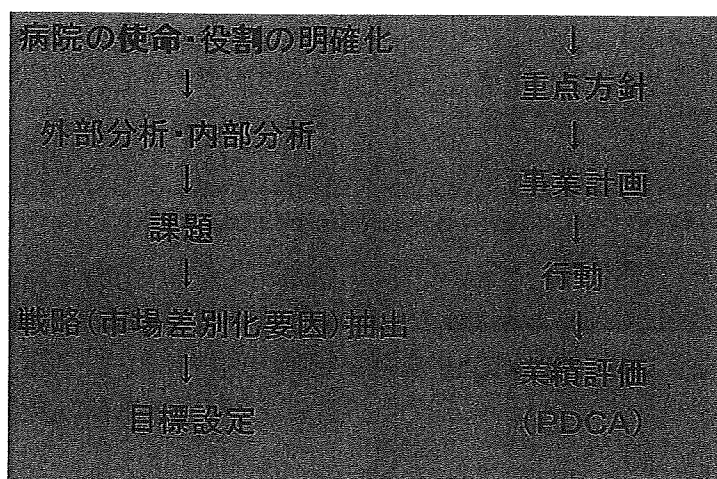 病院の使命・役割の明確化
↓
外部分析・内部分析
↓
課題
↓
戦略(市場差別化要因)抽出
↓
目標設定
↓
重点方針
↓
事業計画
↓
行動
↓
業績評価
(PDCA)